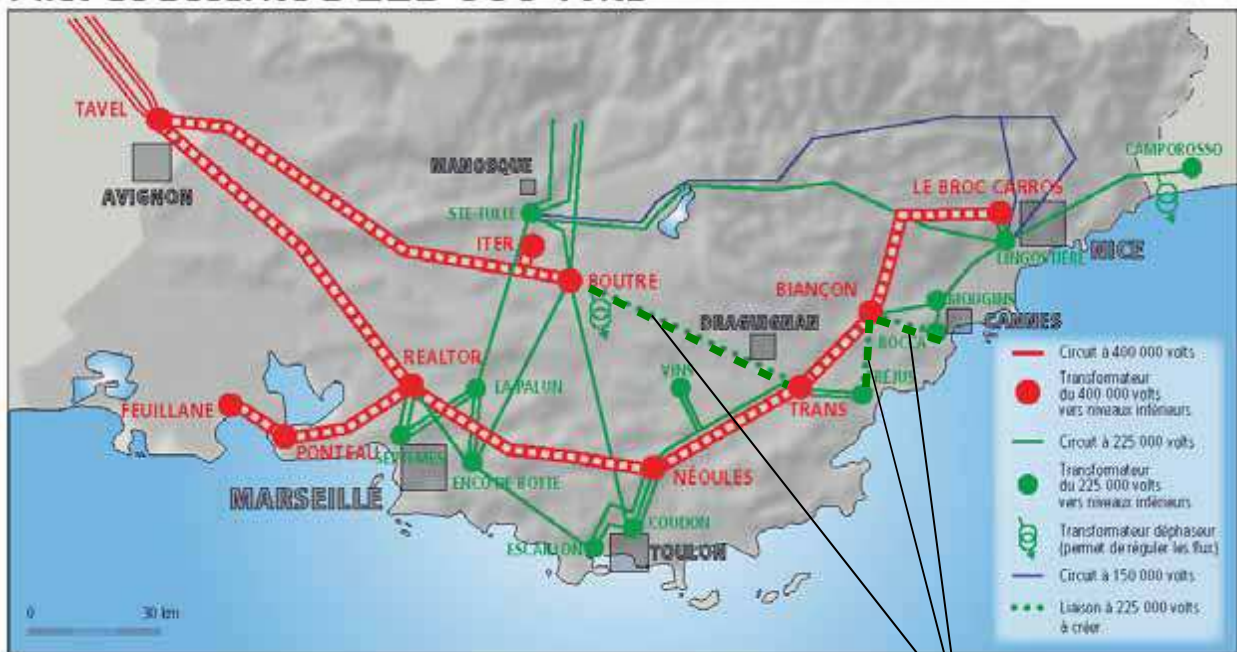 TAVEL
AVIGNON
MANOSQUE
STE-TULLE
ITER
BOUTRE
CAMPOROSSO
LE BROC CARROS
LINGOSTIÈRE
NICE
BIANÇON
MOUGINS
CANNES
BOCCA
DRAGUIGNAN
FRÉJUS
TRANS
VINS
REALTOR
LA PALUN
FEUILLANE
PONTEAU
SEPTEMES
MARSEILLE
ENCO DE BOTTE
NÉOULES
COUDON
ESCAILLON
TOULON
0 30 km
Circuit à 400 000 volts
Transformateur
du 400 000 volts
vers niveaux inférieurs
Circuit à 225 000 volts
Transformateur
du 225 000 volts
vers niveaux inférieurs
Transformateur déphaseur
(permet de réguler les flux)
Circuit à 150 000 volts
Liaison à 225 000 volts
à créer